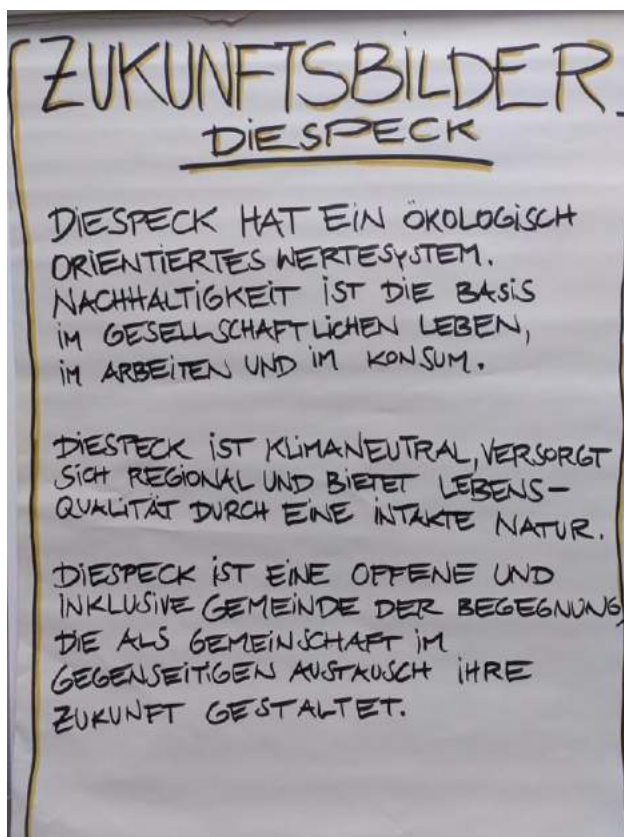 ZUKUNFTSBILDER
DIESPECK
DIESPECK HAT EIN ÖKOLOGISCH
ORIENTIERTES WERTESYSTEM.
NACHHALTIGKEIT IST DIE BASIS
IM GESELLSCHAFTLICHEN LEBEN,
IM ARBEITEN UND IM KONSUM.
DIESPECK IST KLIMANEUTRAL, VERSORGT
SICH REGIONAL UND BIETET LEBENS-
QUALITÄT DURCH EINE INTAKTE NATUR.
DIESPECK IST EINE OFFENE UND
INKLUSIVE GEMEINDE DER BEGEGNUNG,
DIE ALS GEMEINSCHAFT IM
GEGENSEITIGEN AUSTAUSCH IHRE
ZUKUNFT GESTALTET.